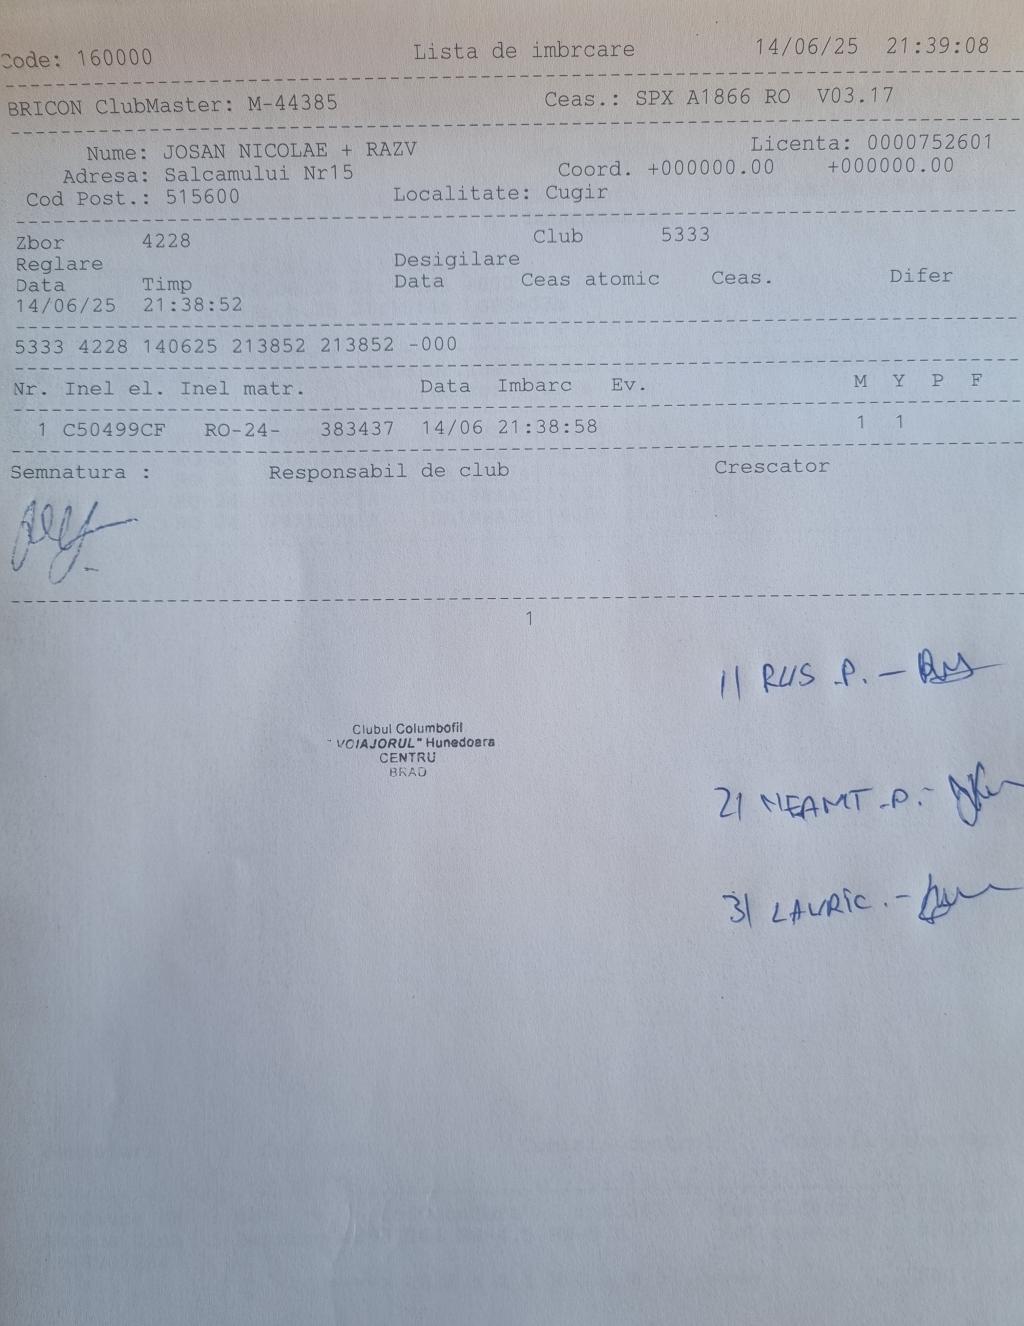 Code: 160000 Lista de imbrcare 14/06/25 21:39:08
BRICON ClubMaster: M-44385 Ceas.: SPX A1866 RO V03.17
Nume: JOSAN NICOLAE + RAZV Licenta: 0000752601
Adresa: Salcamului Nr15 Coord. +000000.00 +000000.00
Cod Post.: 515600 Localitate: Cugir
Zbor 4228 Club 5333
Reglare Desigilare
Data Timp Data Ceas atomic Ceas. Difer
14/06/25 21:38:52
5333 4228 140625 213852 213852 -000
Nr. Inel el. Inel matr. Data Imbarc Ev. M Y P F
1 C50499CF RO-24- 383437 14/06 21:38:58 1 1
Semnatura : Responsabil de club Crescator
1
1) RUS P. -
Clubul Columbofil
"VOIAJORUL" Hunedoara
CENTRU
BRAD
2) NEAMT P. -
3) LAVRIC. -